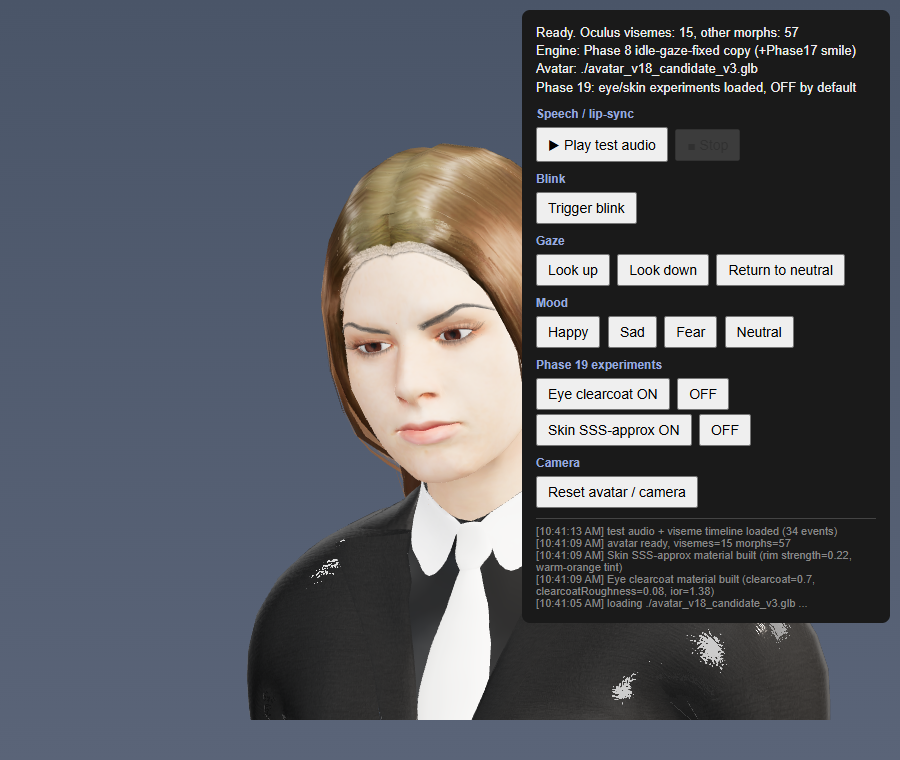 Ready. Oculus visemes: 15, other morphs: 57
Engine: Phase 8 idle-gaze-fixed copy (+Phase17 smile)
Avatar: ./avatar_v18_candidate_v3.glb
Phase 19: eye/skin experiments loaded, OFF by default
Speech / lip-sync
▶ Play test audio ■ Stop
Blink
Trigger blink
Gaze
Look up Look down Return to neutral
Mood
Happy Sad Fear Neutral
Phase 19 experiments
Eye clearcoat ON OFF
Skin SSS-approx ON OFF
Camera
Reset avatar / camera
[10:41:13 AM] test audio + viseme timeline loaded (34 events)
[10:41:09 AM] avatar ready, visemes=15 morphs=57
[10:41:09 AM] Skin SSS-approx material built (rim strength=0.22,
warm-orange tint)
[10:41:09 AM] Eye clearcoat material built (clearcoat=0.7,
clearcoatRoughness=0.08, ior=1.38)
[10:41:05 AM] loading ./avatar_v18_candidate_v3.glb ...